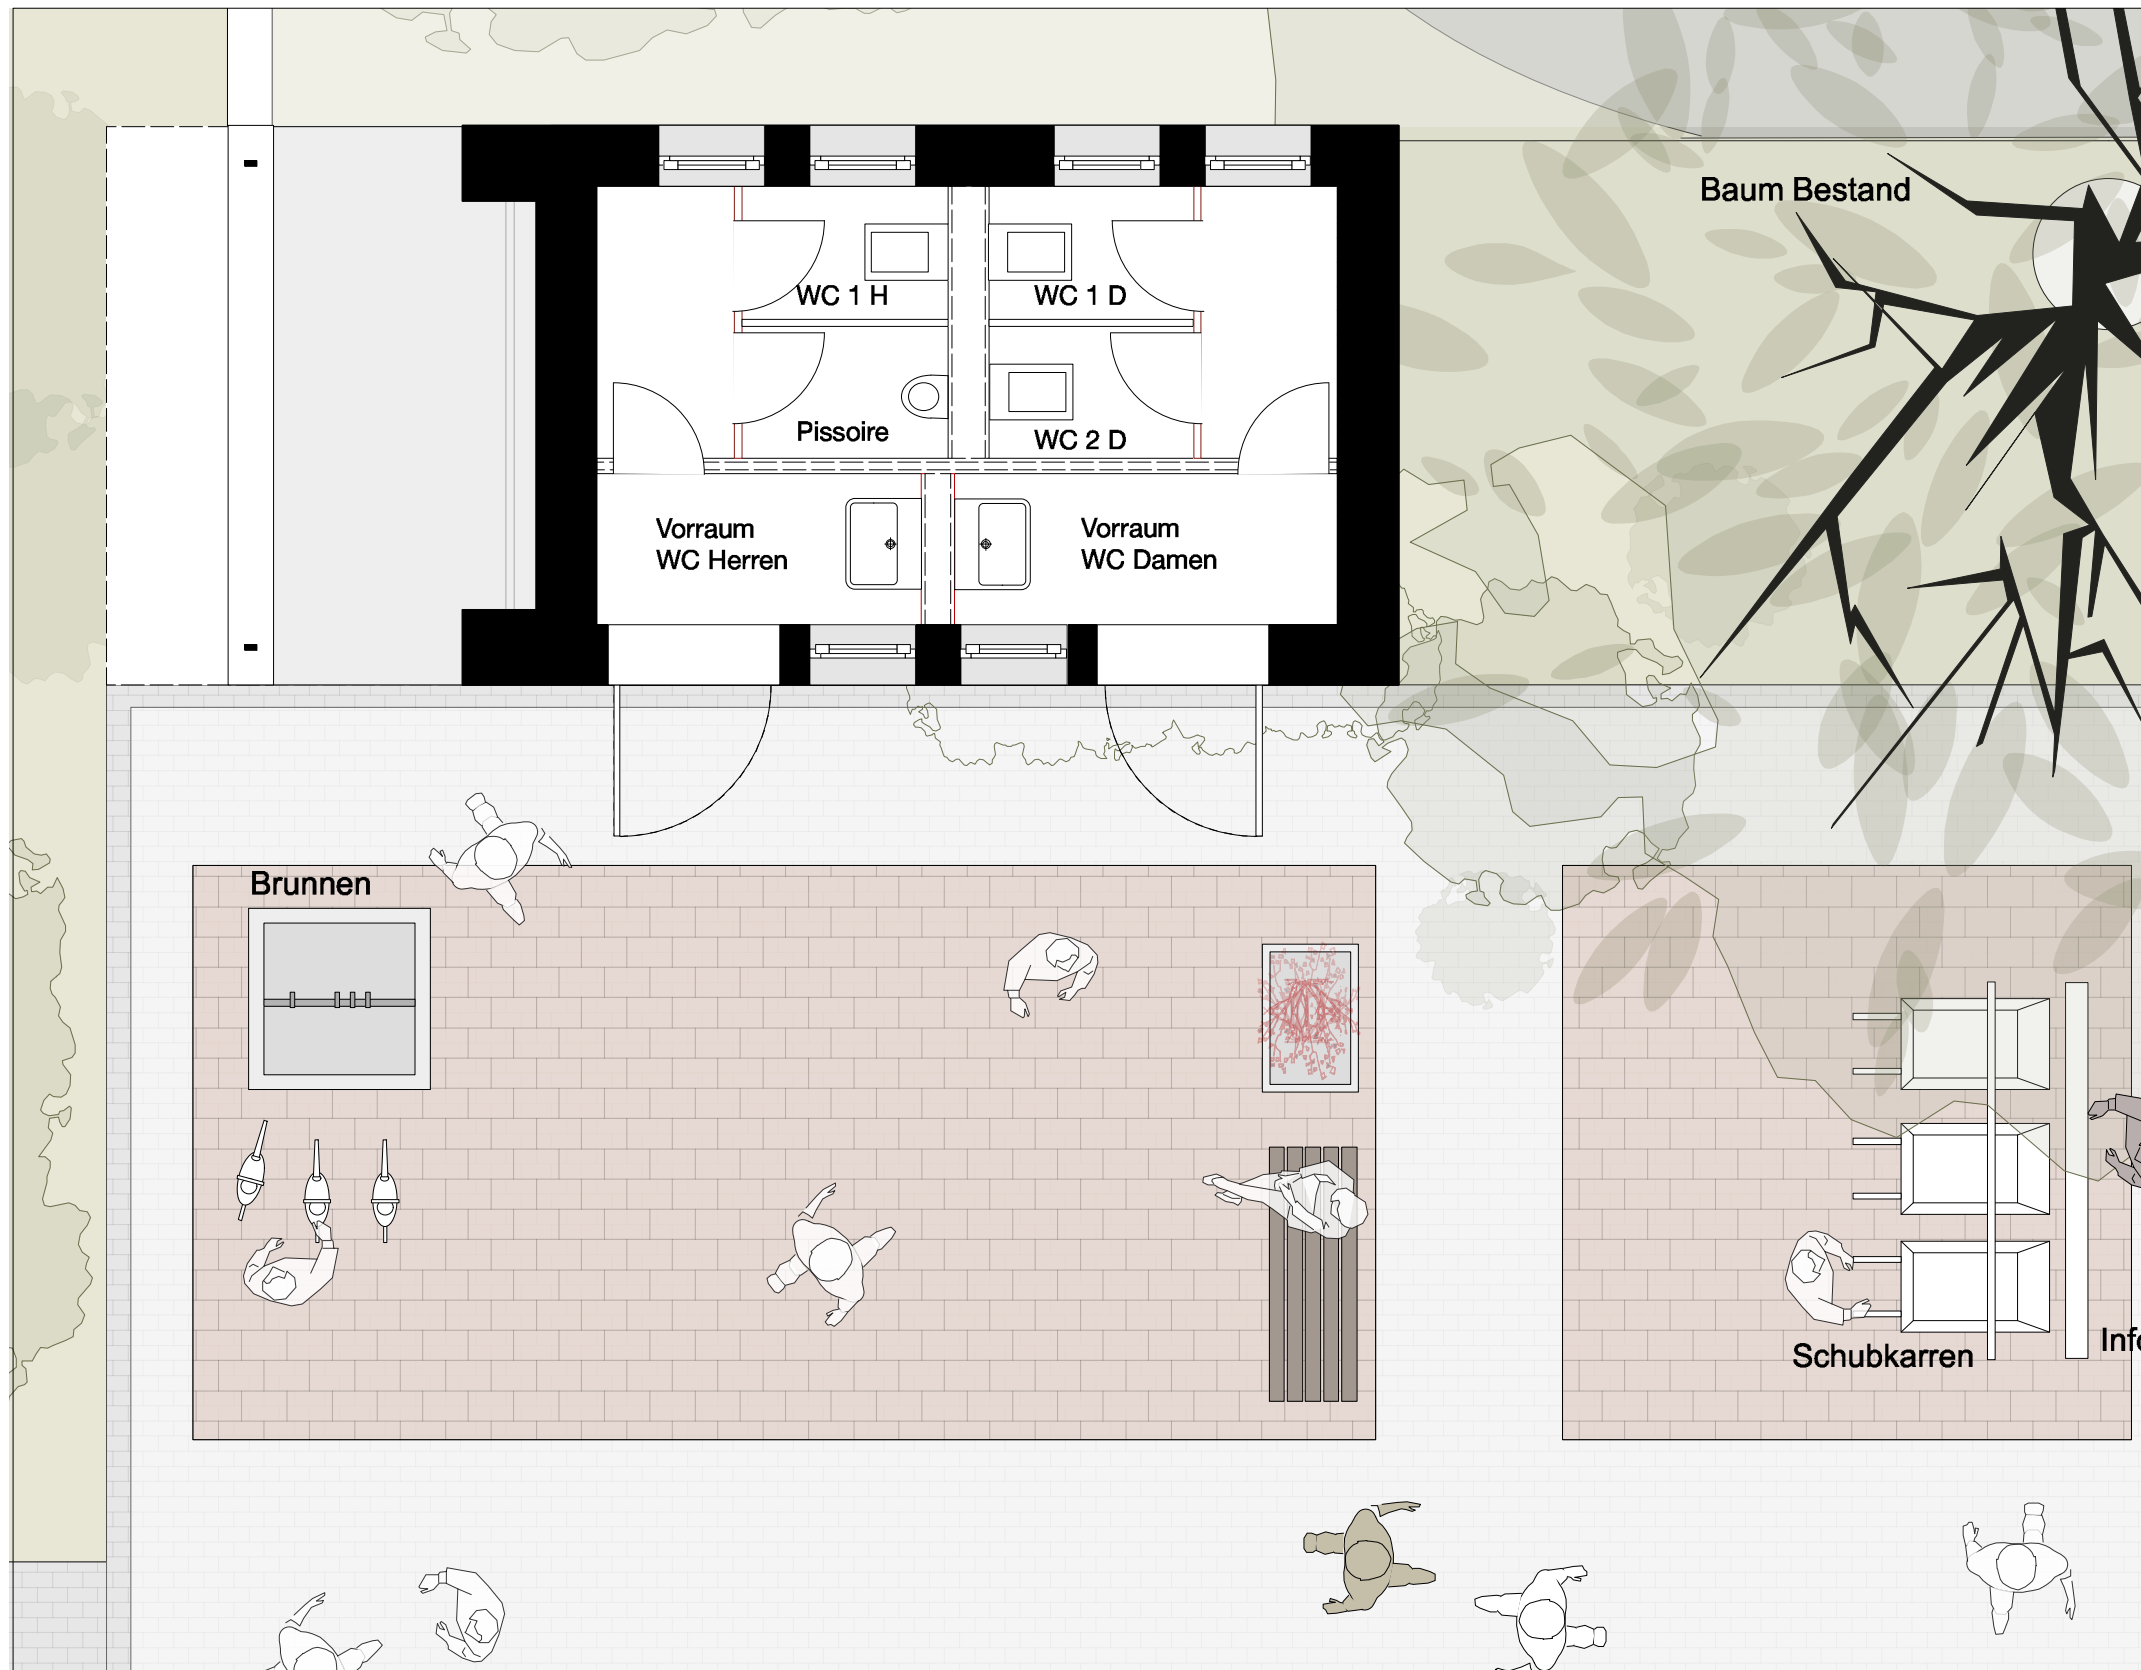 Baum Bestand
WC 1 H
WC 1 D
Pissoire
WC 2 D
Vorraum
WC Herren
Vorraum
WC Damen
Brunnen
Schubkarren